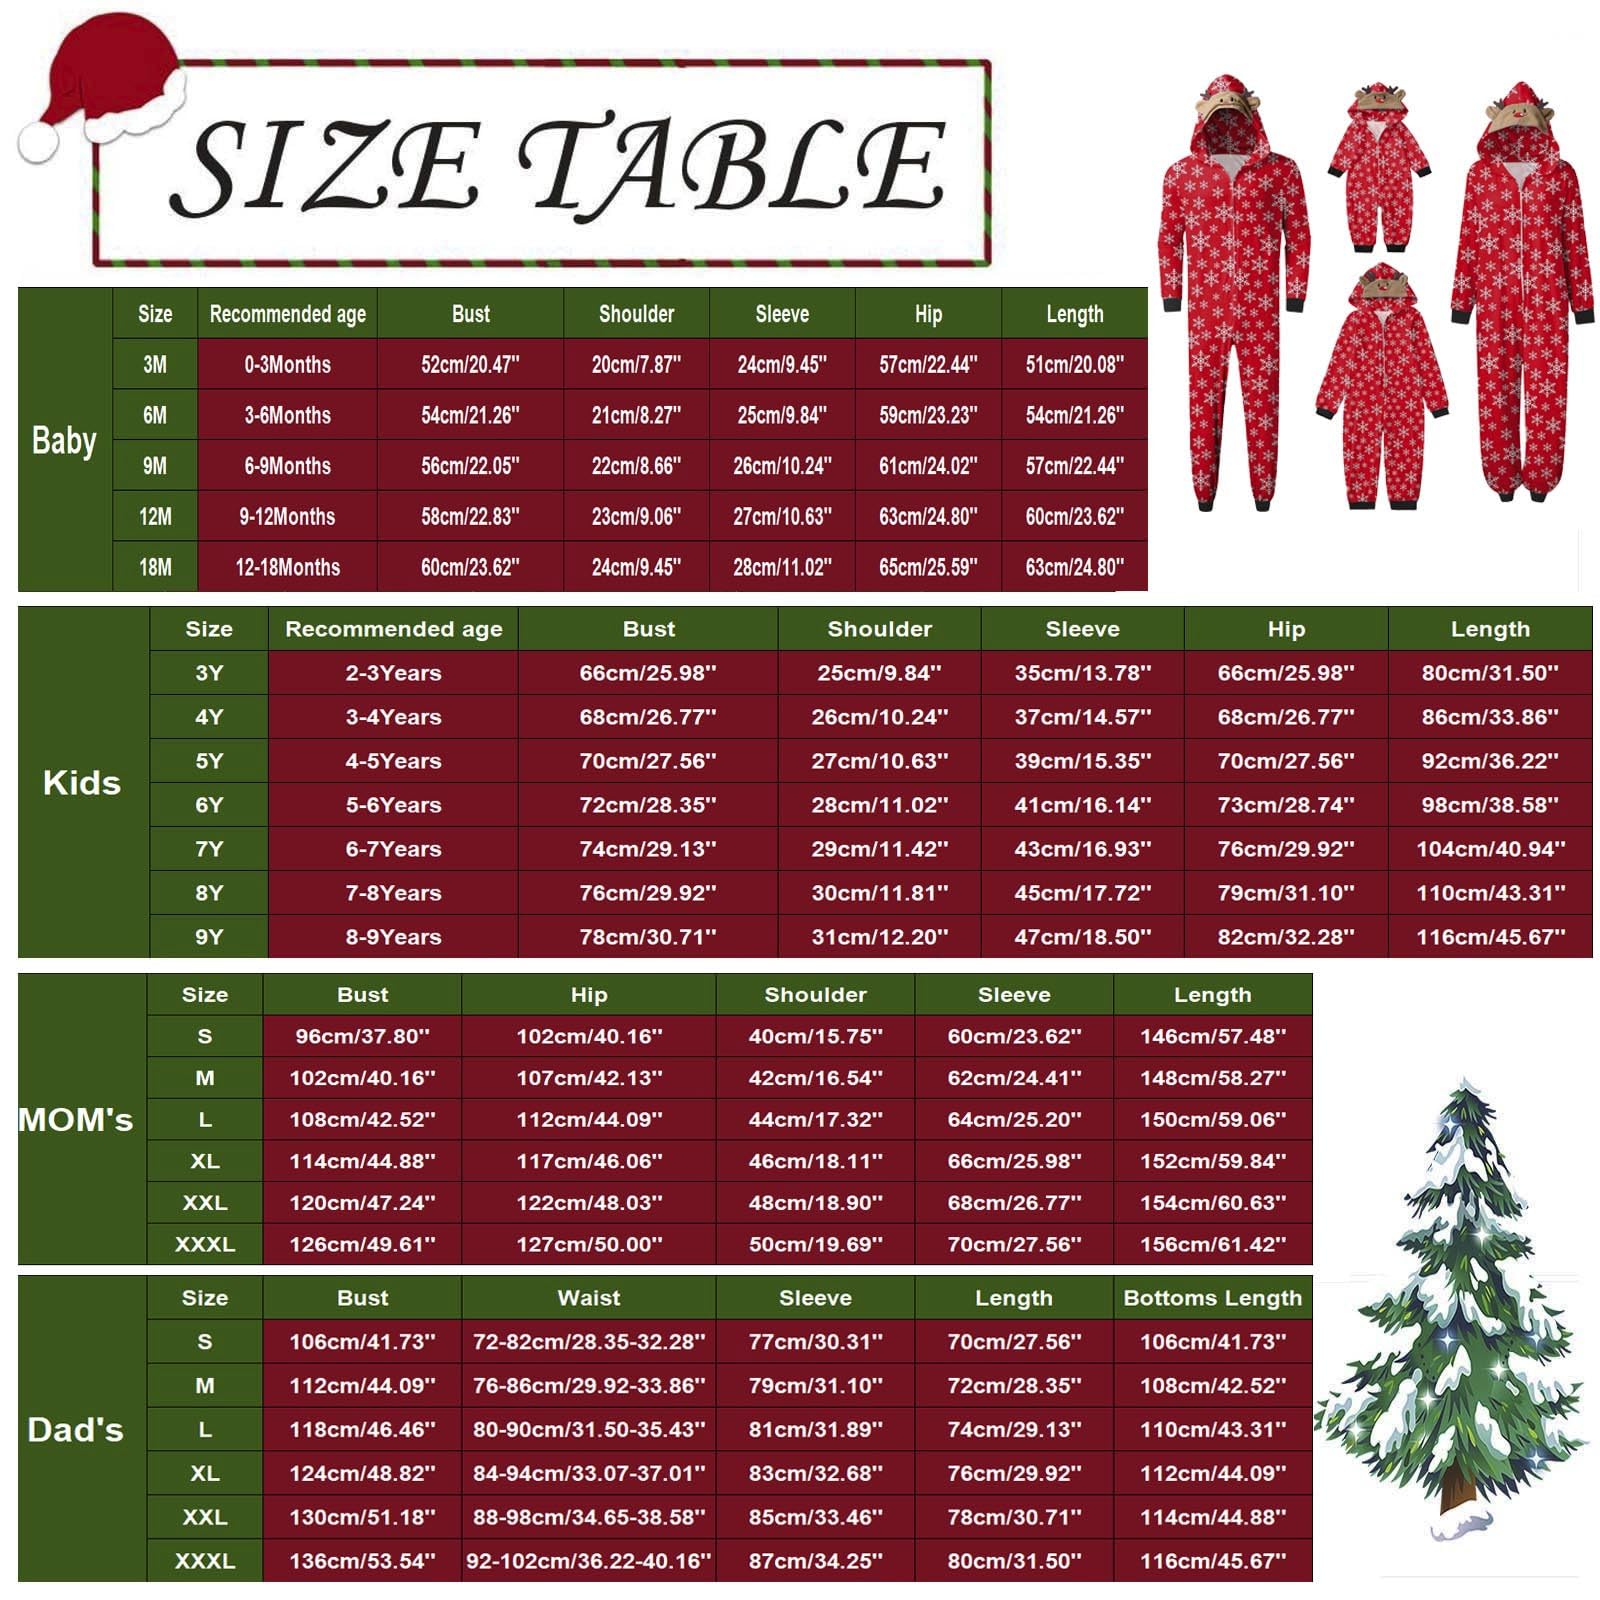 SIZE TABLE
Baby
Size Recommended age Bust Shoulder Sleeve Hip Length
3M 0-3Months 52cm/20.47" 20cm/7.87" 24cm/9.45" 57cm/22.44" 51cm/20.08"
6M 3-6Months 54cm/21.26" 21cm/8.27" 25cm/9.84" 59cm/23.23" 54cm/21.26"
9M 6-9Months 56cm/22.05" 22cm/8.66" 26cm/10.24" 61cm/24.02" 57cm/22.44"
12M 9-12Months 58cm/22.83" 23cm/9.06" 27cm/10.63" 63cm/24.80" 60cm/23.62"
18M 12-18Months 60cm/23.62" 24cm/9.45" 28cm/11.02" 65cm/25.59" 63cm/24.80"
Kids
Size Recommended age Bust Shoulder Sleeve Hip Length
3Y 2-3Years 66cm/25.98" 25cm/9.84" 35cm/13.78" 66cm/25.98" 80cm/31.50"
4Y 3-4Years 68cm/26.77" 26cm/10.24" 37cm/14.57" 68cm/26.77" 86cm/33.86"
5Y 4-5Years 70cm/27.56" 27cm/10.63" 39cm/15.35" 70cm/27.56" 92cm/36.22"
6Y 5-6Years 72cm/28.35" 28cm/11.02" 41cm/16.14" 73cm/28.74" 98cm/38.58"
7Y 6-7Years 74cm/29.13" 29cm/11.42" 43cm/16.93" 76cm/29.92" 104cm/40.94"
8Y 7-8Years 76cm/29.92" 30cm/11.81" 45cm/17.72" 79cm/31.10" 110cm/43.31"
9Y 8-9Years 78cm/30.71" 31cm/12.20" 47cm/18.50" 82cm/32.28" 116cm/45.67"
MOM's
Size Bust Hip Shoulder Sleeve Length
S 96cm/37.80" 102cm/40.16" 40cm/15.75" 60cm/23.62" 146cm/57.48"
M 102cm/40.16" 107cm/42.13" 42cm/16.54" 62cm/24.41" 148cm/58.27"
L 108cm/42.52" 112cm/44.09" 44cm/17.32" 64cm/25.20" 150cm/59.06"
XL 114cm/44.88" 117cm/46.06" 46cm/18.11" 66cm/25.98" 152cm/59.84"
XXL 120cm/47.24" 122cm/48.03" 48cm/18.90" 68cm/26.77" 154cm/60.63"
XXXL 126cm/49.61" 127cm/50.00" 50cm/19.69" 70cm/27.56" 156cm/61.42"
Dad's
Size Bust Waist Sleeve Length Bottoms Length
S 106cm/41.73" 72-82cm/28.35-32.28" 77cm/30.31" 70cm/27.56" 106cm/41.73"
M 112cm/44.09" 76-86cm/29.92-33.86" 79cm/31.10" 72cm/28.35" 108cm/42.52"
L 118cm/46.46" 80-90cm/31.50-35.43" 81cm/31.89" 74cm/29.13" 110cm/43.31"
XL 124cm/48.82" 84-94cm/33.07-37.01" 83cm/32.68" 76cm/29.92" 112cm/44.09"
XXL 130cm/51.18" 88-98cm/34.65-38.58" 85cm/33.46" 78cm/30.71" 114cm/44.88"
XXXL 136cm/53.54" 92-102cm/36.22-40.16" 87cm/34.25" 80cm/31.50" 116cm/45.67"